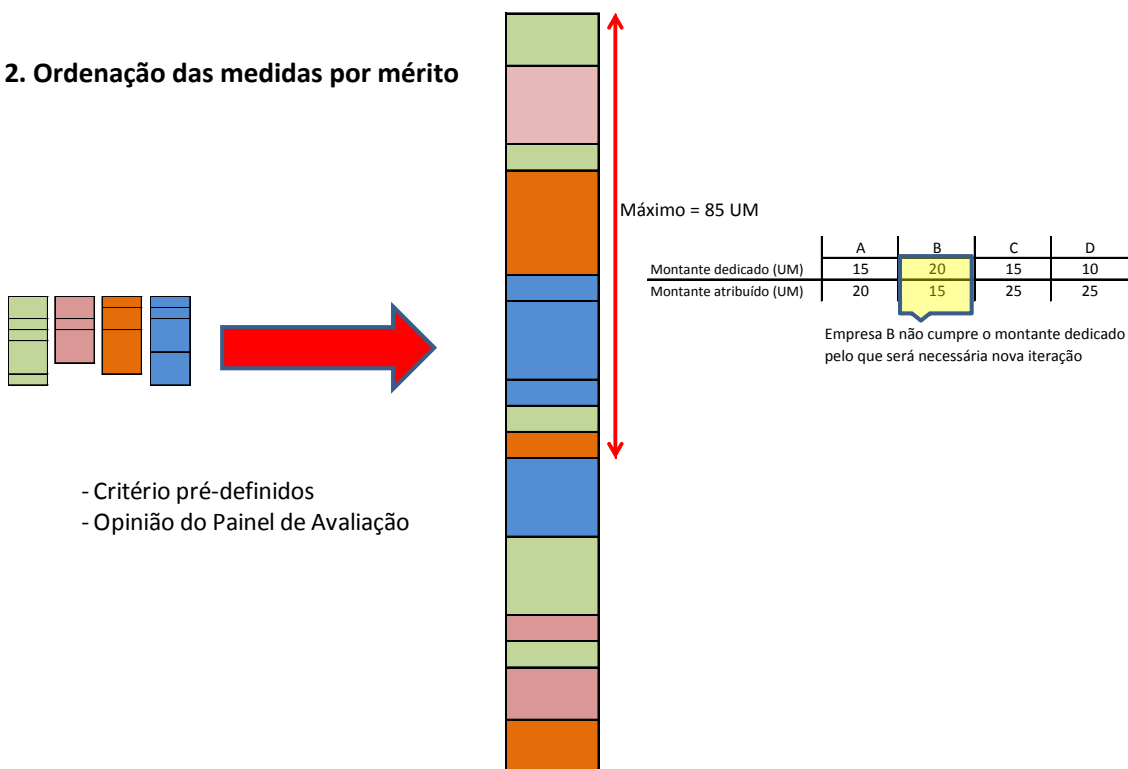 2. Ordenação das medidas por mérito
Máximo = 85 UM
A B C D
Montante dedicado (UM) 15 20 15 10
Montante atribuído (UM) 20 15 25 25
Empresa B não cumpre o montante dedicado
pelo que será necessária nova iteração
- Critério pré-definidos
- Opinião do Painel de Avaliação